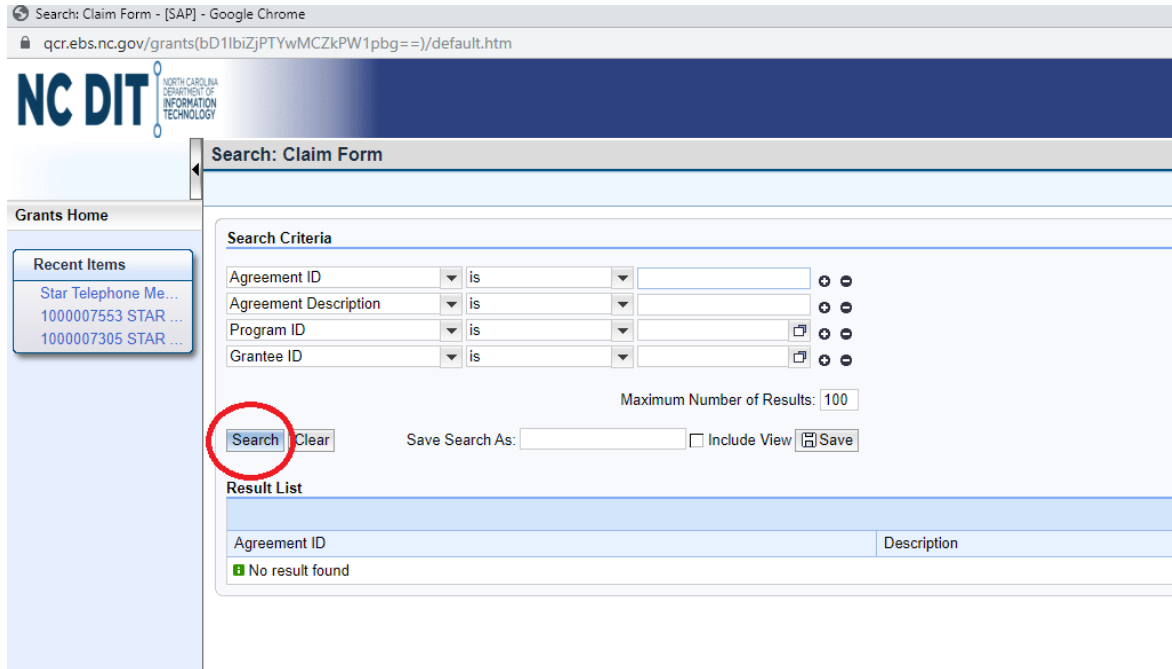 Search: Claim Form - [SAP] - Google Chrome
qcr.ebs.nc.gov/grants(bD1lbiZjPTYwMCZkPW1pbg==)/default.htm
NC DIT
NORTH CAROLINA
DEPARTMENT OF
INFORMATION
TECHNOLOGY
Search: Claim Form
Grants Home
Recent Items
Star Telephone Me...
1000007553 STAR ...
1000007305 STAR ...
Search Criteria
Agreement ID is
Agreement Description is
Program ID is
Grantee ID is
Maximum Number of Results: 100
Search Clear Save Search As: Include View Save
Result List
Agreement ID Description
No result found